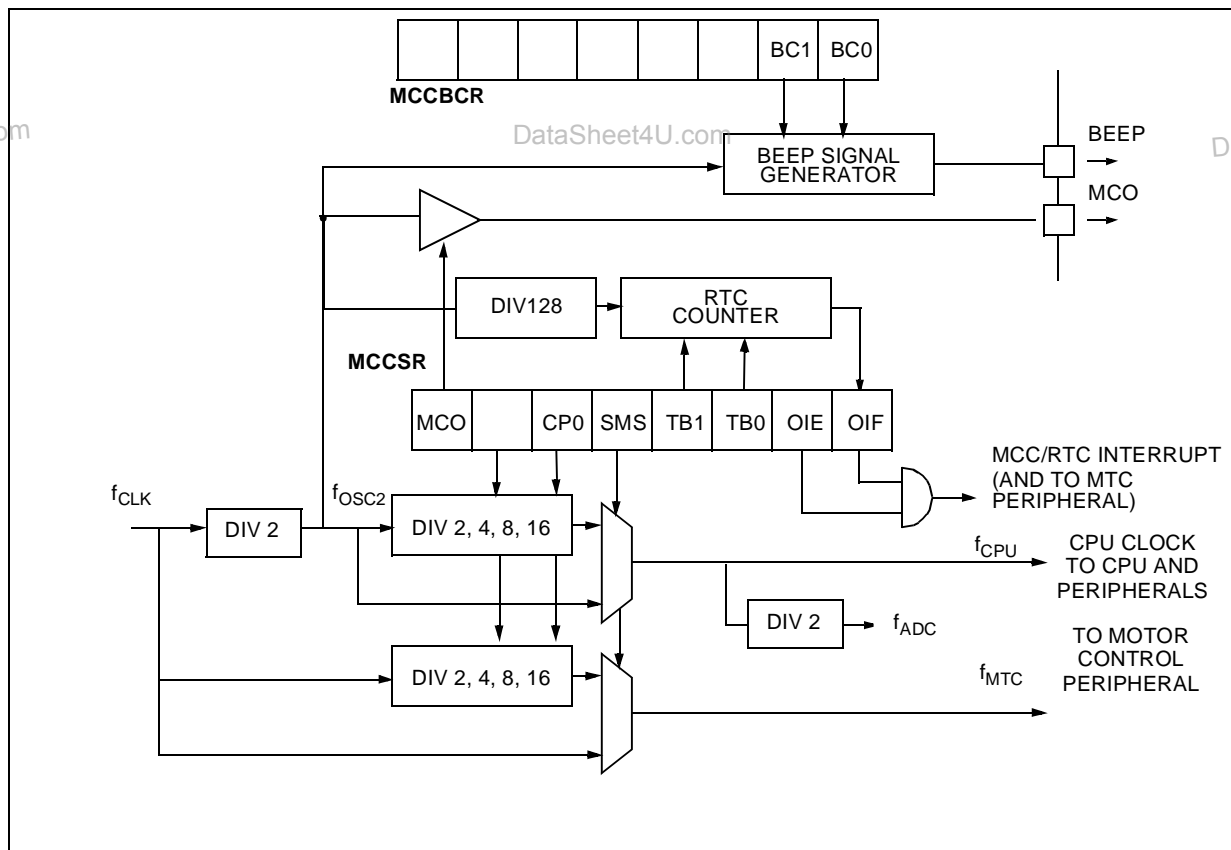 BC1 BC0
MCCBCR
om
DataSheet4U.com
D
BEEP SIGNAL
GENERATOR
BEEP
MCO
DIV128
RTC
COUNTER
MCCSR
MCO CP0 SMS TB1 TB0 OIE OIF
MCC/RTC INTERRUPT
(AND TO MTC
PERIPHERAL)
fCLK
DIV 2
fOSC2
DIV 2, 4, 8, 16
fCPU
CPU CLOCK
TO CPU AND
PERIPHERALS
DIV 2
fADC
DIV 2, 4, 8, 16
fMTC
TO MOTOR
CONTROL
PERIPHERAL